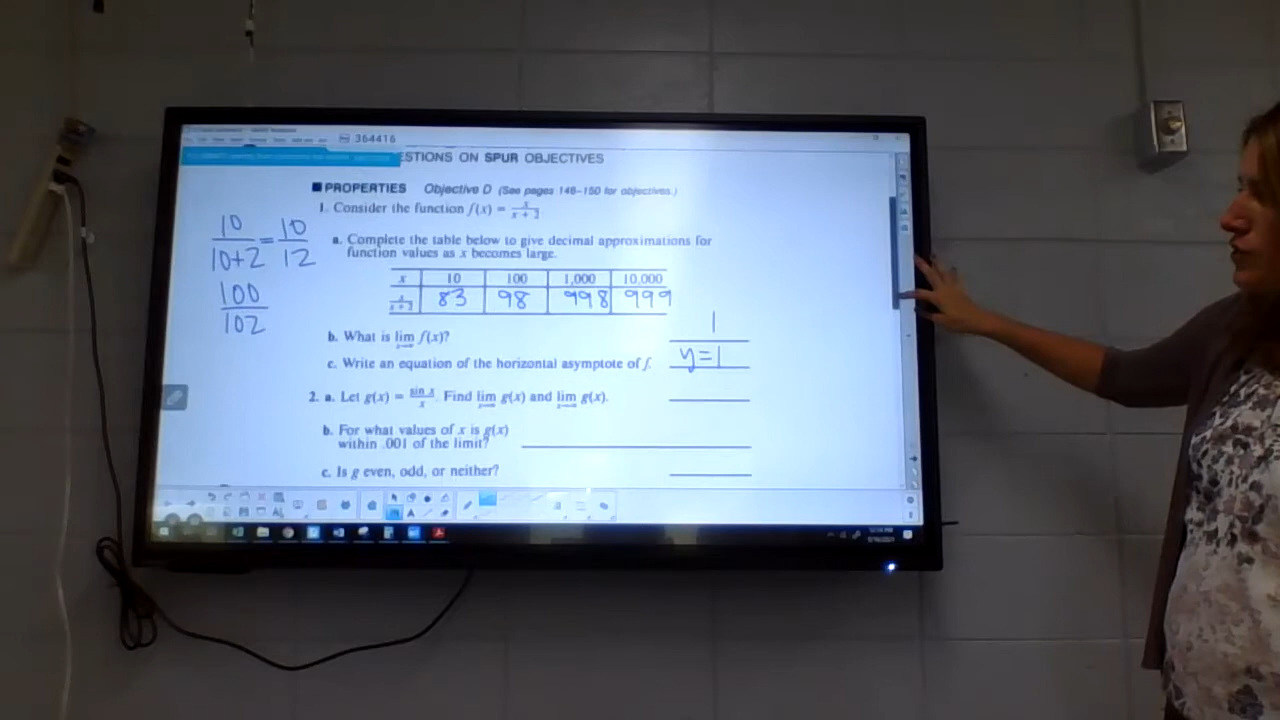 364416
ESTIONS ON SPUR OBJECTIVES
PROPERTIES Objective D (See pages 146–150 for objectives.)
1. Consider the function f(x) = x/(x + 2)
a. Complete the table below to give decimal approximations for
function values as x becomes large.
x 10 100 1,000 10,000
x/(x + 2) 83 98 998 999
10/(10+2) = 10/12
100/102
b. What is lim f(x)? 1
c. Write an equation of the horizontal asymptote of f. y=1
2. a. Let g(x) = sin x/x. Find lim g(x) and lim g(x).
b. For what values of x is g(x)
within .001 of the limit?
c. Is g even, odd, or neither?